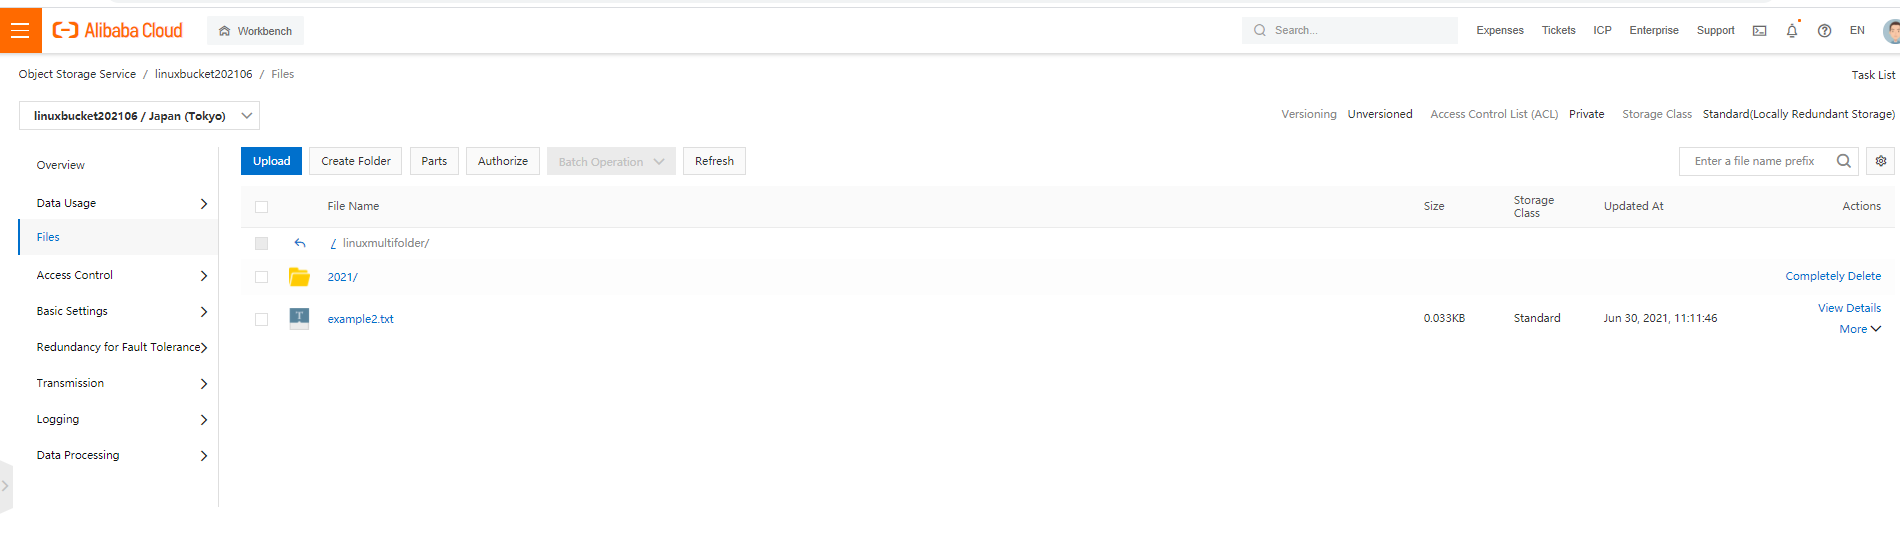 Alibaba Cloud Workbench Search... Expenses Tickets ICP Enterprise Support EN
Object Storage Service / linuxbucket202106 / Files Task List
linuxbucket202106 / Japan (Tokyo) Versioning Unversioned Access Control List (ACL) Private Storage Class Standard(Locally Redundant Storage)
Overview
Data Usage
Files
Access Control
Basic Settings
Redundancy for Fault Tolerance
Transmission
Logging
Data Processing
Upload Create Folder Parts Authorize Batch Operation Refresh Enter a file name prefix
File Name Size Storage Class Updated At Actions
/ linuxmultifolder/
2021/ Completely Delete
example2.txt 0.033KB Standard Jun 30, 2021, 11:11:46 View Details
More